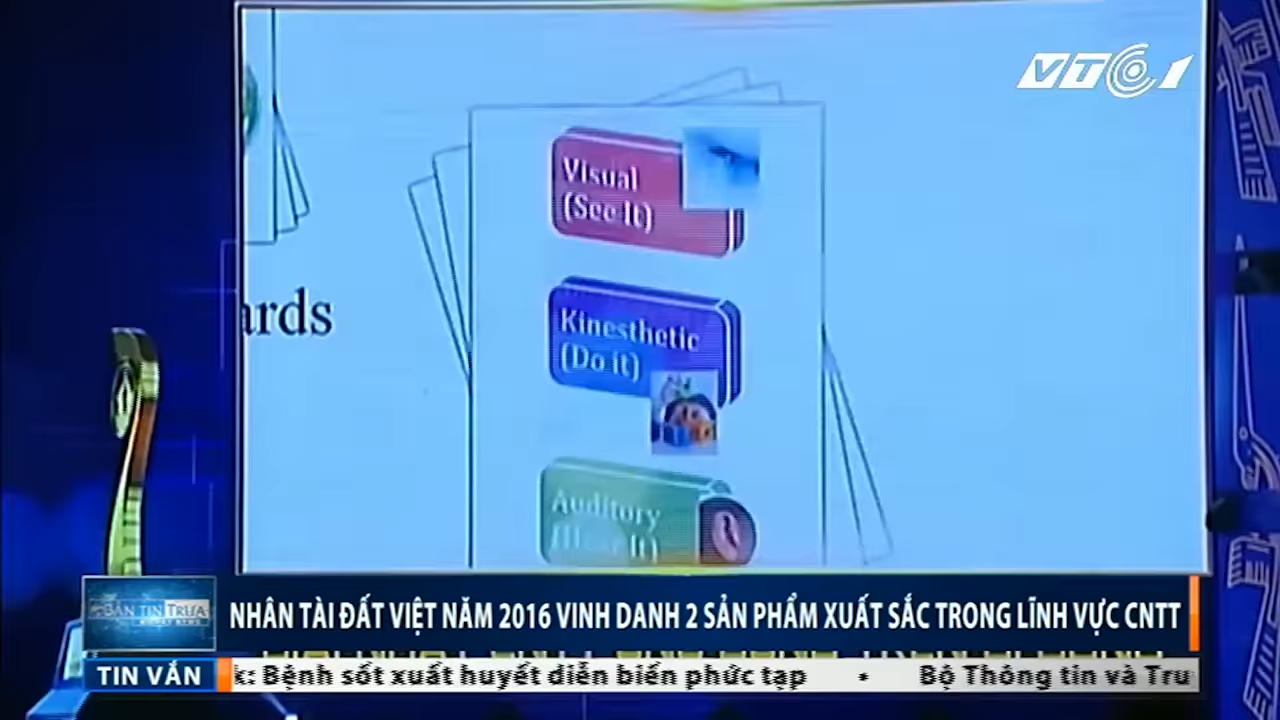 VTC1
Visual
(See It)
ards
Kinesthetic
(Do it)
Auditory
(Hear It)
BẢN TIN TRƯA
NHÂN TÀI ĐẤT VIỆT NĂM 2016 VINH DANH 2 SẢN PHẨM XUẤT SẮC TRONG LĨNH VỰC CNTT
TIN VẮN
k: Bệnh sốt xuất huyết diễn biến phức tạp • Bộ Thông tin và Tru